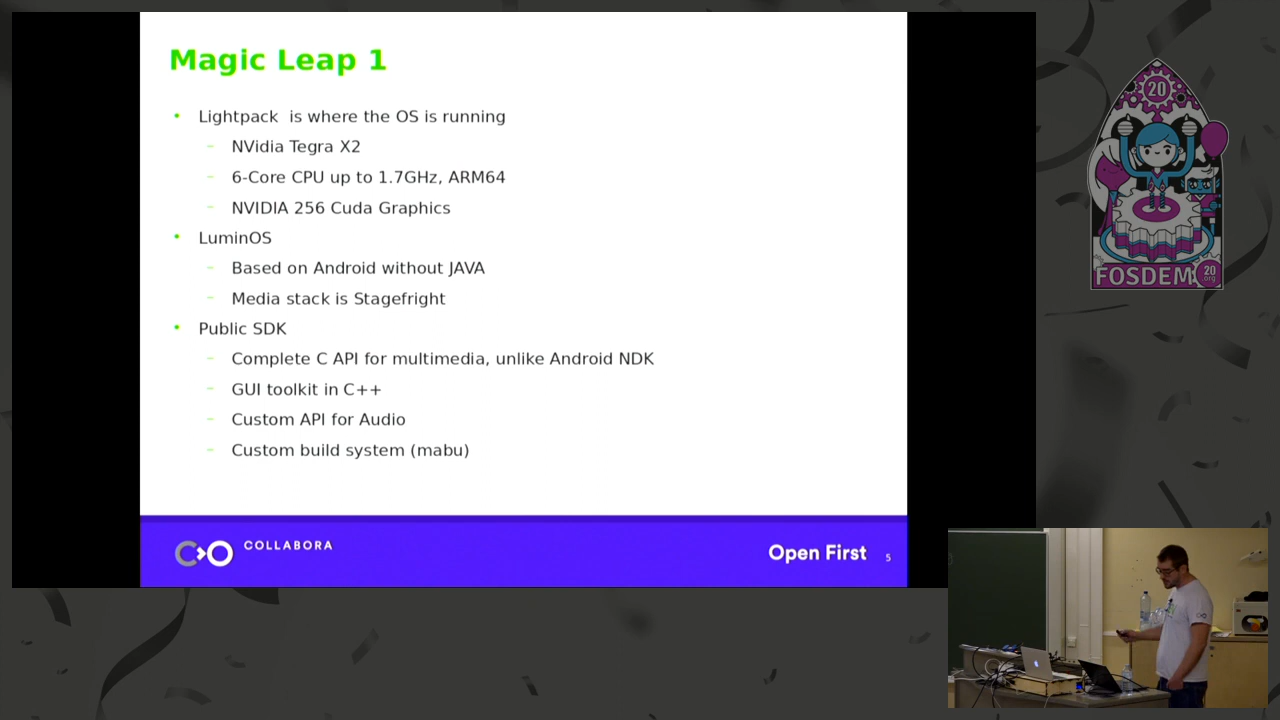 Magic Leap 1
• Lightpack is where the OS is running
– NVidia Tegra X2
– 6-Core CPU up to 1.7GHz, ARM64
– NVIDIA 256 Cuda Graphics
• LuminOS
– Based on Android without JAVA
– Media stack is Stagefright
• Public SDK
– Complete C API for multimedia, unlike Android NDK
– GUI toolkit in C++
– Custom API for Audio
– Custom build system (mabu)
COLLABORA
Open First 5
20
FOSDEM 20
.org